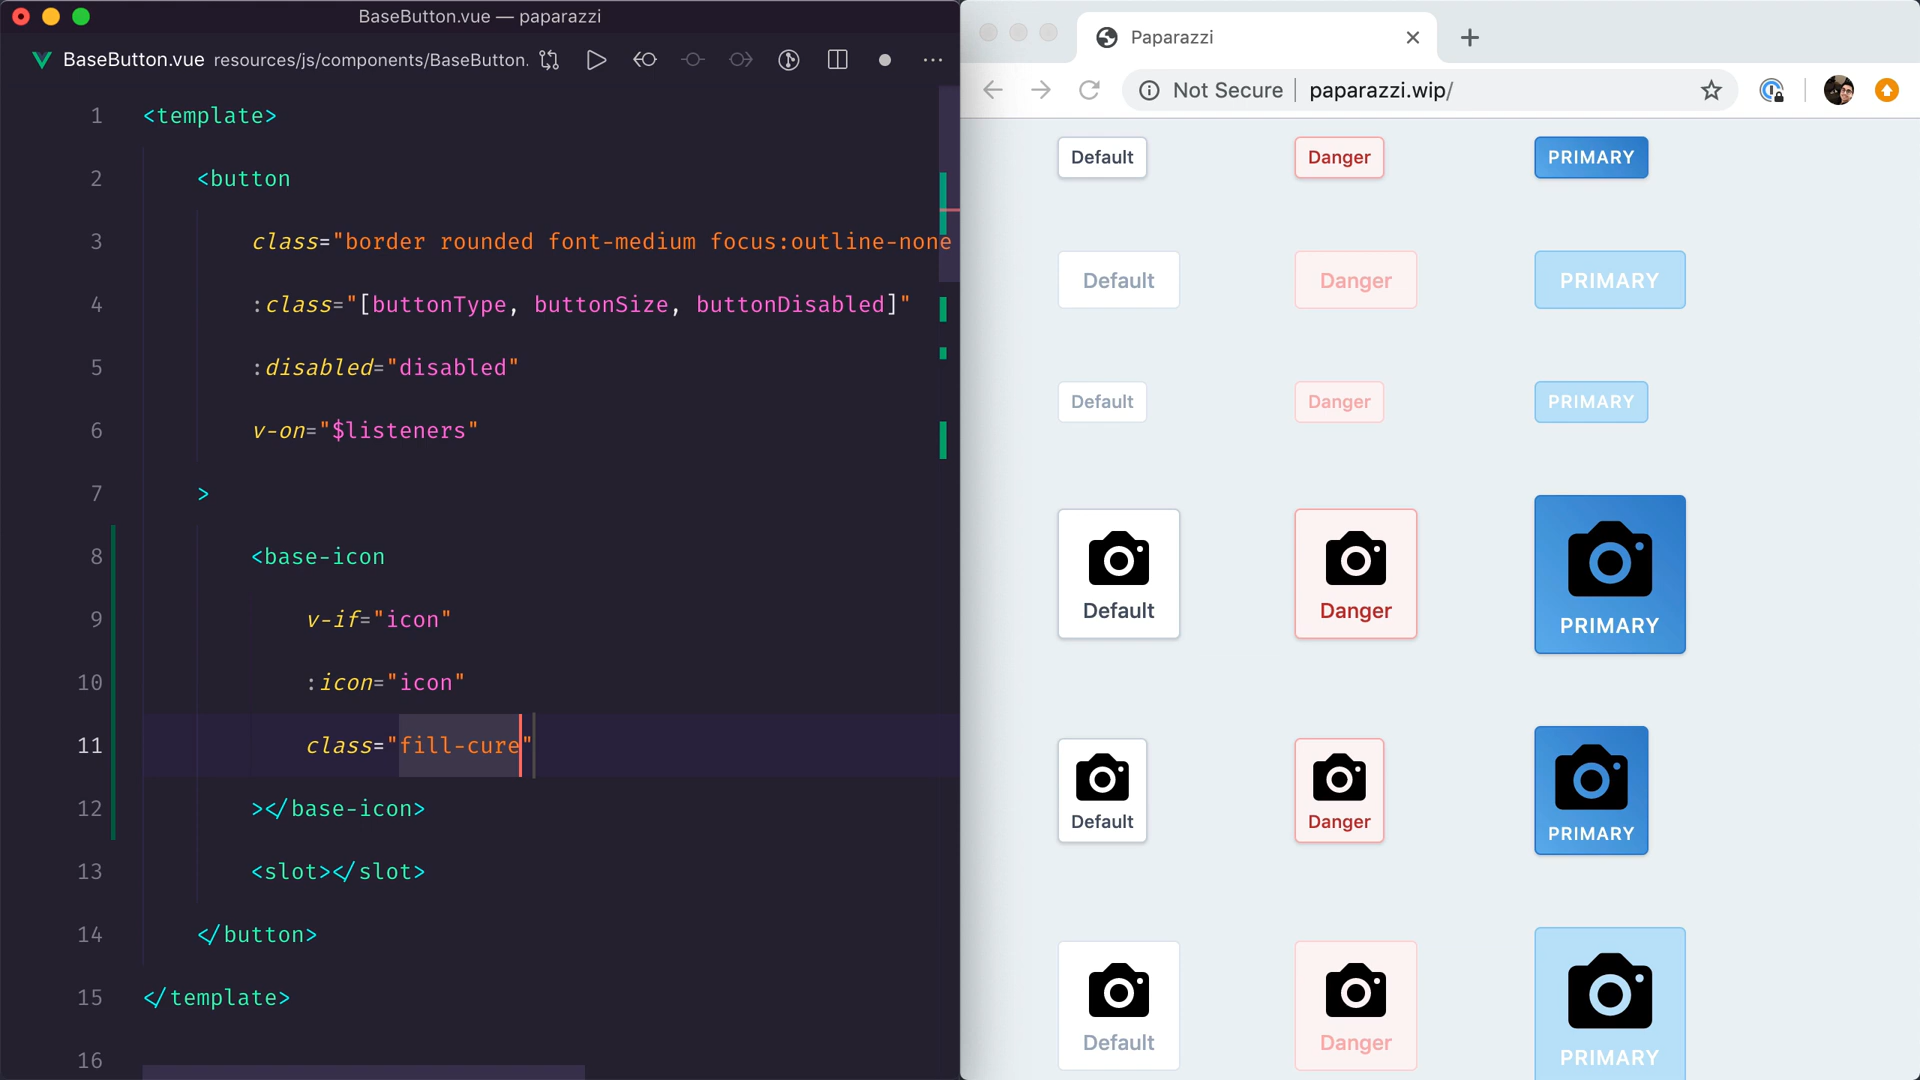 BaseButton.vue — paparazzi
BaseButton.vue resources/js/components/BaseButton.
1 <template>
2 <button
3 class="border rounded font-medium focus:outline-none
4 :class="[buttonType, buttonSize, buttonDisabled]"
5 :disabled="disabled"
6 v-on="$listeners"
7 >
8 <base-icon
9 v-if="icon"
10 :icon="icon"
11 class="fill-cure"
12 ></base-icon>
13 <slot></slot>
14 </button>
15 </template>
16
Paparazzi
Not Secure paparazzi.wip/
Default Danger PRIMARY
Default Danger PRIMARY
Default Danger PRIMARY
Default Danger PRIMARY
Default Danger PRIMARY
Default Danger PRIMARY